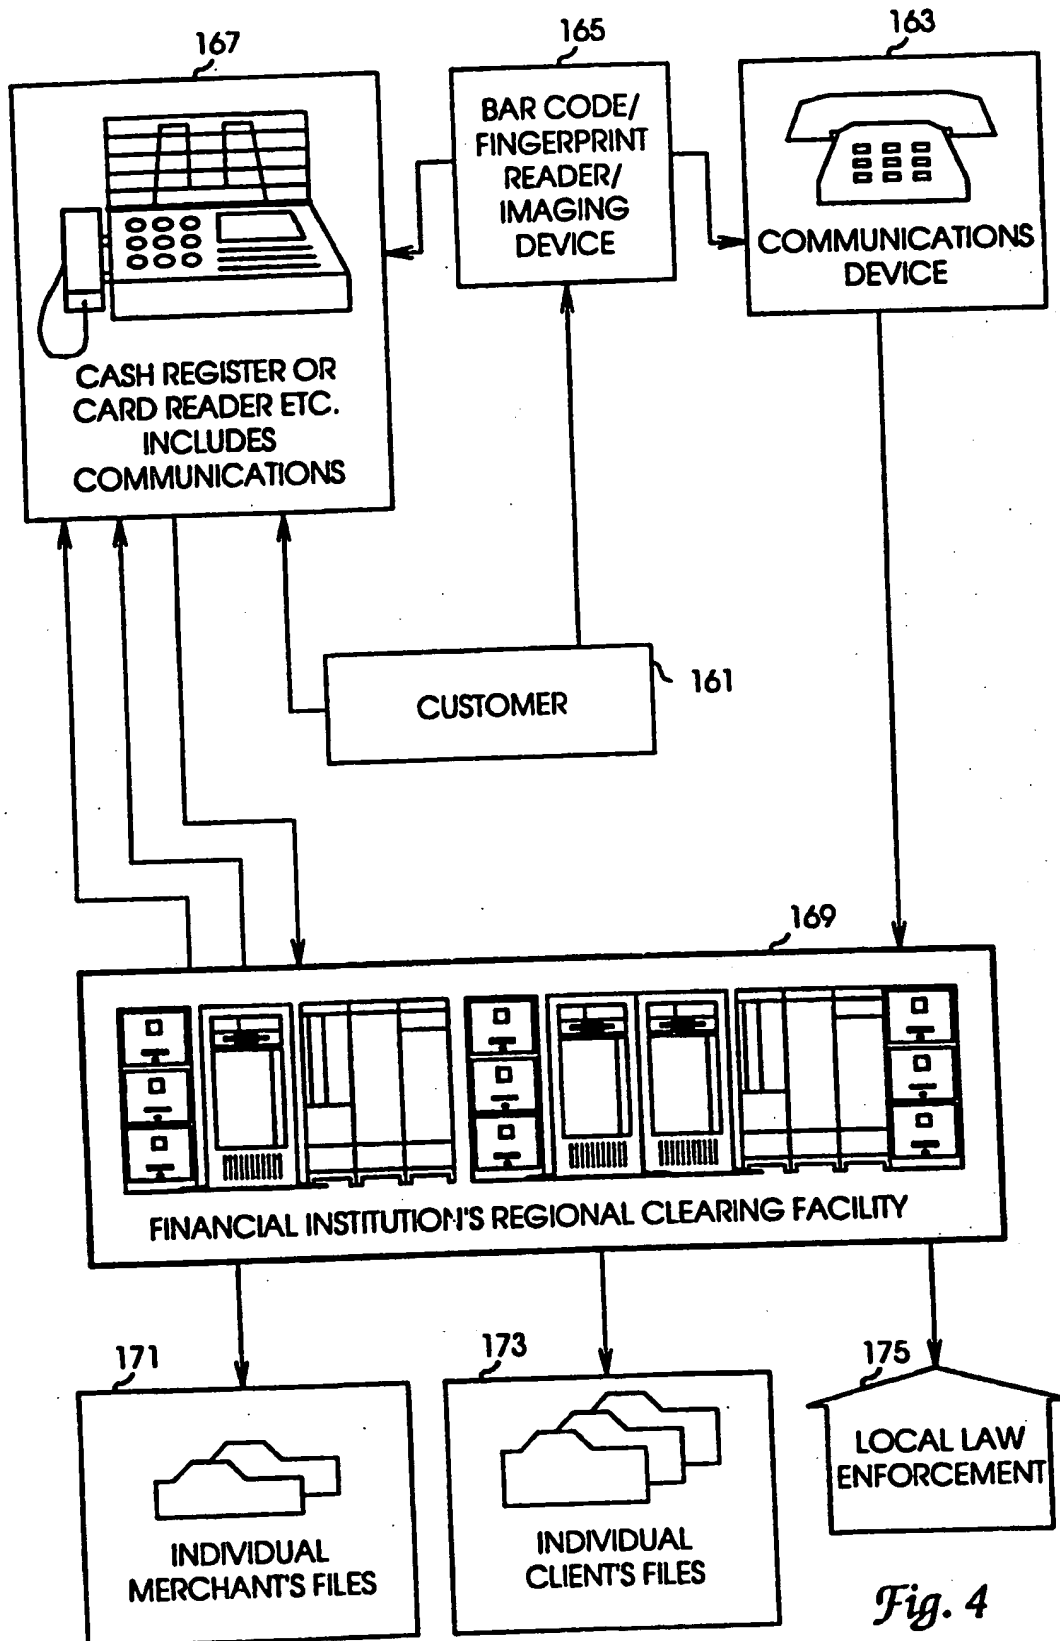 167
165
163
BAR CODE/
FINGERPRINT
READER/
IMAGING
DEVICE
COMMUNICATIONS
DEVICE
CASH REGISTER OR
CARD READER ETC.
INCLUDES
COMMUNICATIONS
CUSTOMER
161
169
FINANCIAL INSTITUTION'S REGIONAL CLEARING FACILITY
171
173
175
INDIVIDUAL
MERCHANT'S FILES
INDIVIDUAL
CLIENT'S FILES
LOCAL LAW
ENFORCEMENT
Fig. 4